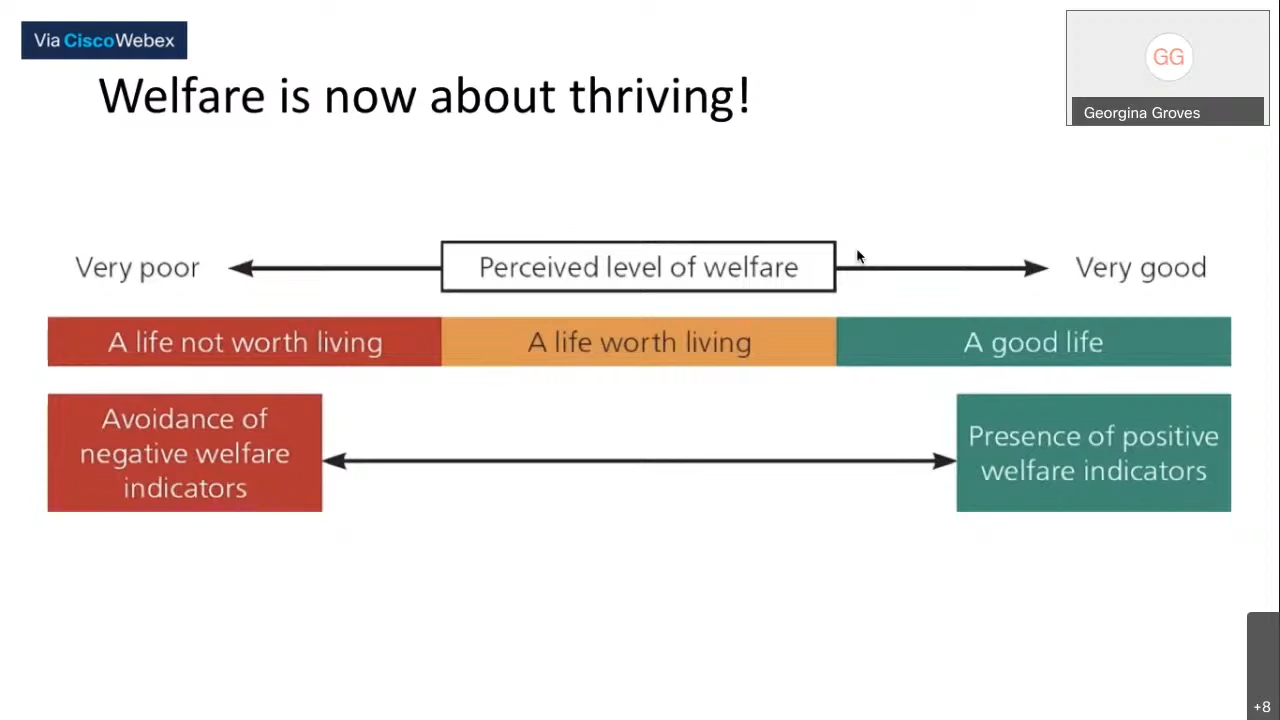 Via CiscoWebex
GG
Georgina Groves
Welfare is now about thriving!
Very poor
Perceived level of welfare
Very good
A life not worth living
A life worth living
A good life
Avoidance of
negative welfare
indicators
Presence of positive
welfare indicators
+8